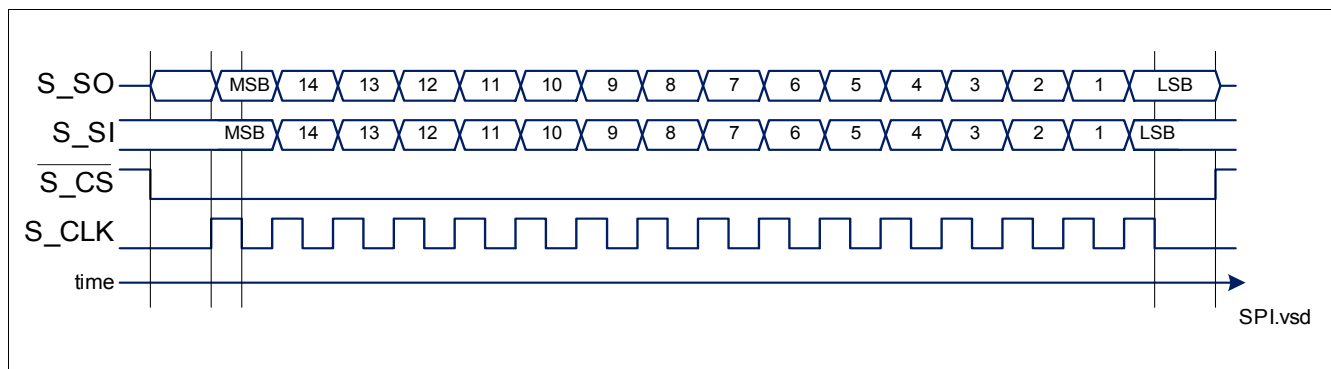 S_SO MSB 14 13 12 11 10 9 8 7 6 5 4 3 2 1 LSB
S_SI MSB 14 13 12 11 10 9 8 7 6 5 4 3 2 1 LSB
S_CS
S_CLK
time
SPI.vsd